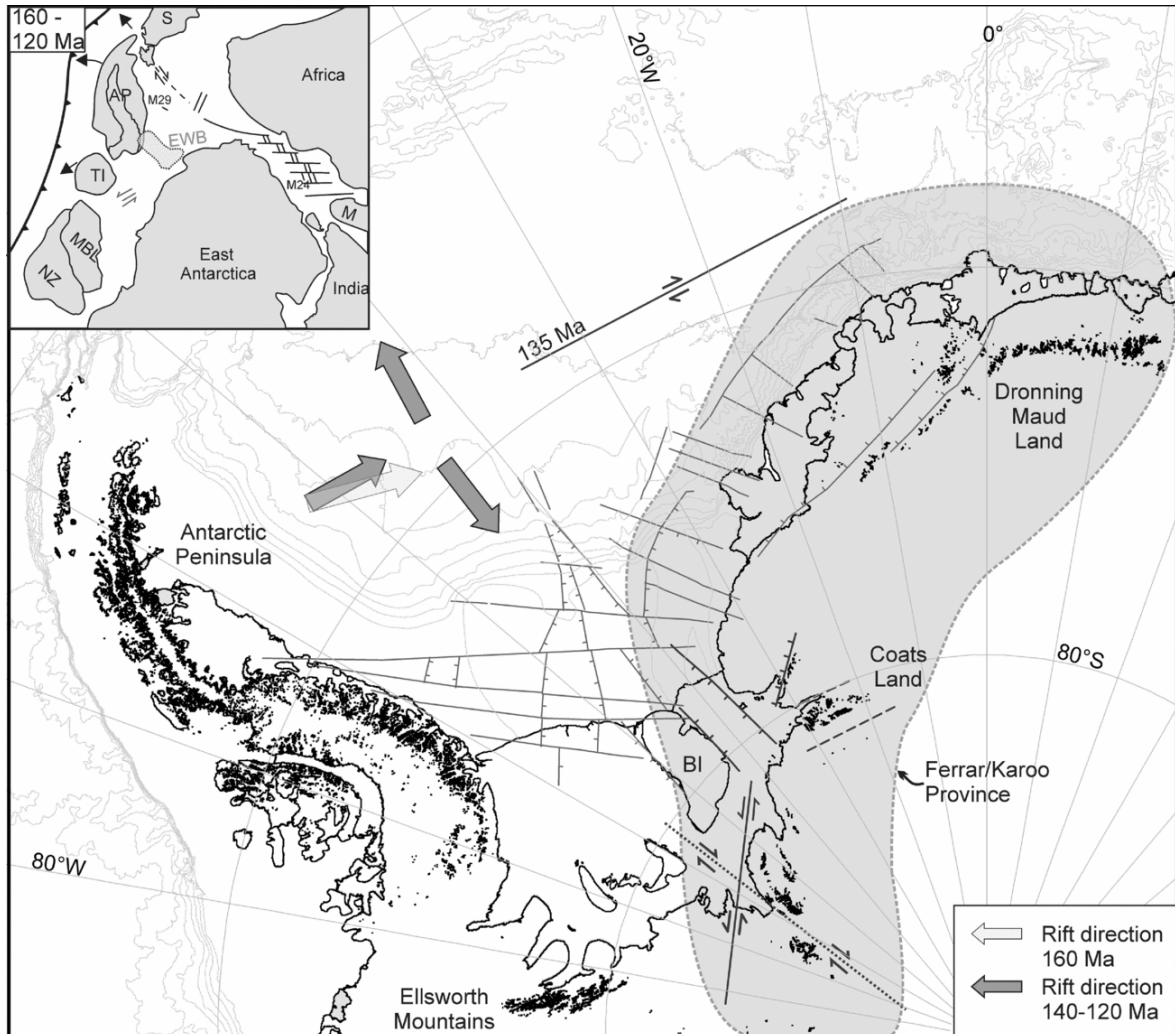 160 -
120 Ma
S
Africa
AP
M29
EWB
TI
M24
M
MBL
NZ
East
Antarctica
India
20°W
0°
135 Ma
Dronning
Maud
Land
Antarctic
Peninsula
Coats
Land
80°S
BI
Ferrar/Karoo
Province
80°W
Ellsworth
Mountains
Rift direction
160 Ma
Rift direction
140-120 Ma